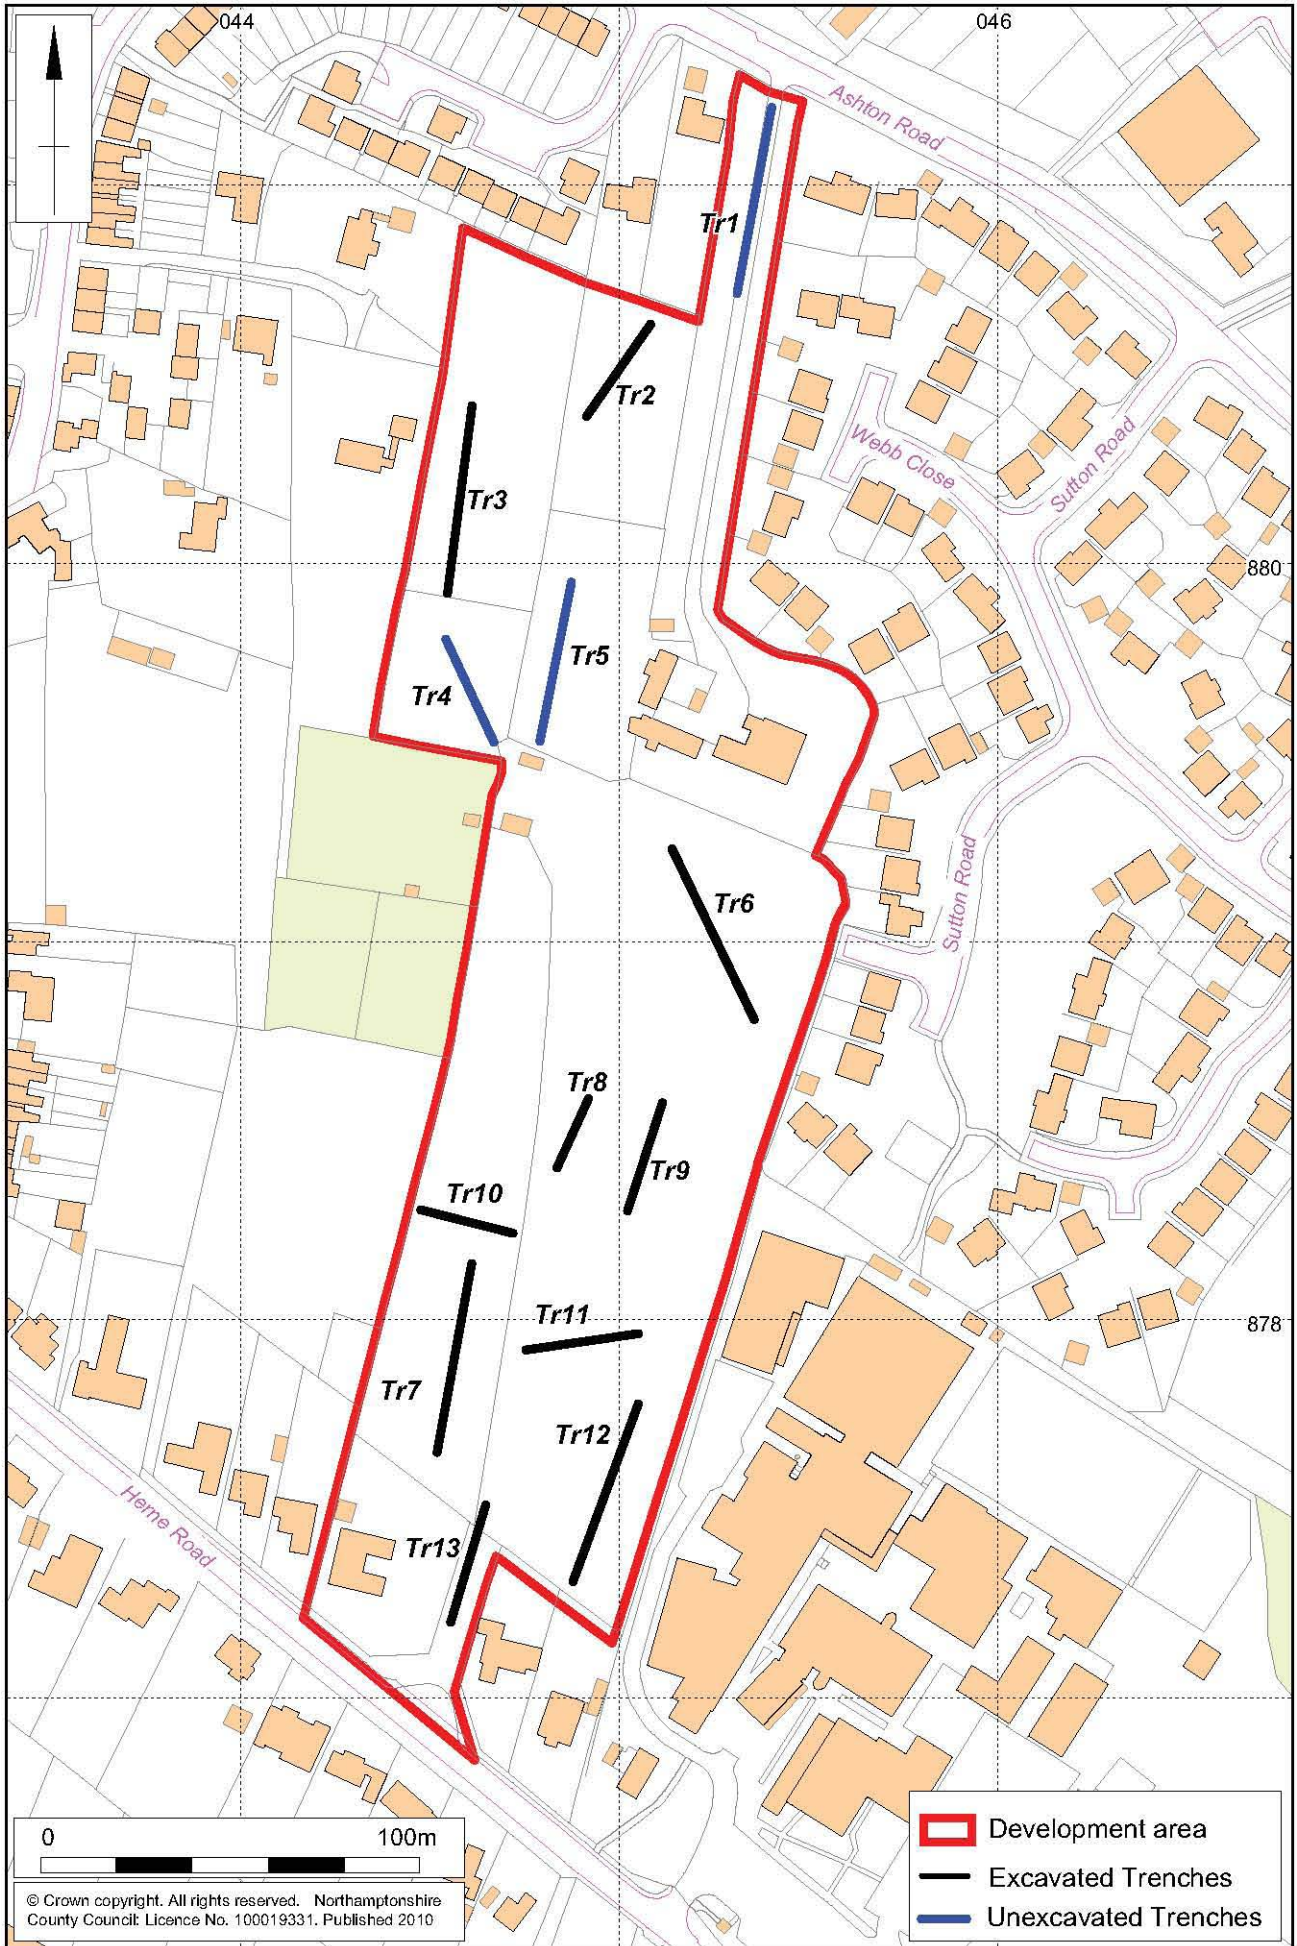 044
046
Ashton Road
Tr1
Tr2
Webb Close
Sutton Road
Tr3
880
Tr5
Tr4
Tr6
Sutton Road
Tr8
Tr9
Tr10
Tr11
878
Tr7
Tr12
Herne Road
Tr13
0 100m
© Crown copyright. All rights reserved. Northamptonshire
County Council: Licence No. 100019331. Published 2010
Development area
Excavated Trenches
Unexcavated Trenches